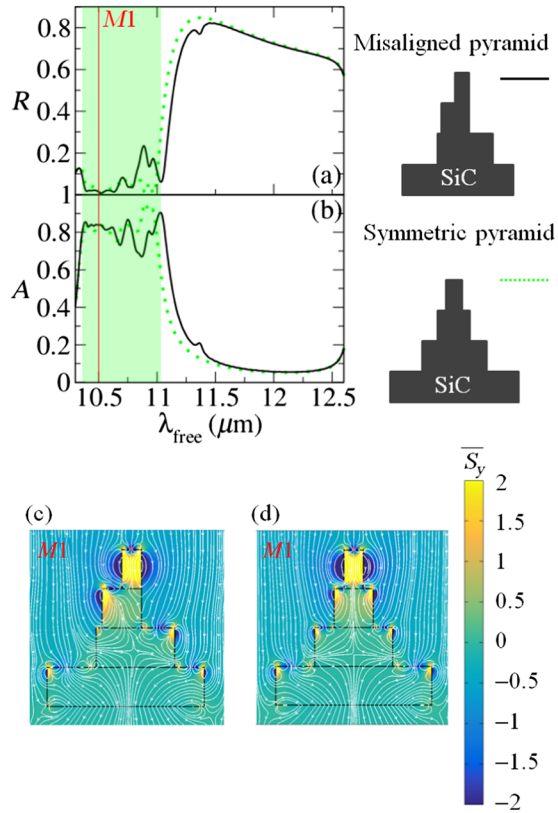 M1
0.8
0.6
R
0.4
0.2
(a)
1
(b)
0.8
0.6
A
0.4
0.2
0
10.5 11 11.5 12 12.5
λfree (μm)
Misaligned pyramid
SiC
Symmetric pyramid
SiC
(c)
M1
(d)
M1
Sy
2
1.5
1
0.5
0
−0.5
−1
−1.5
−2